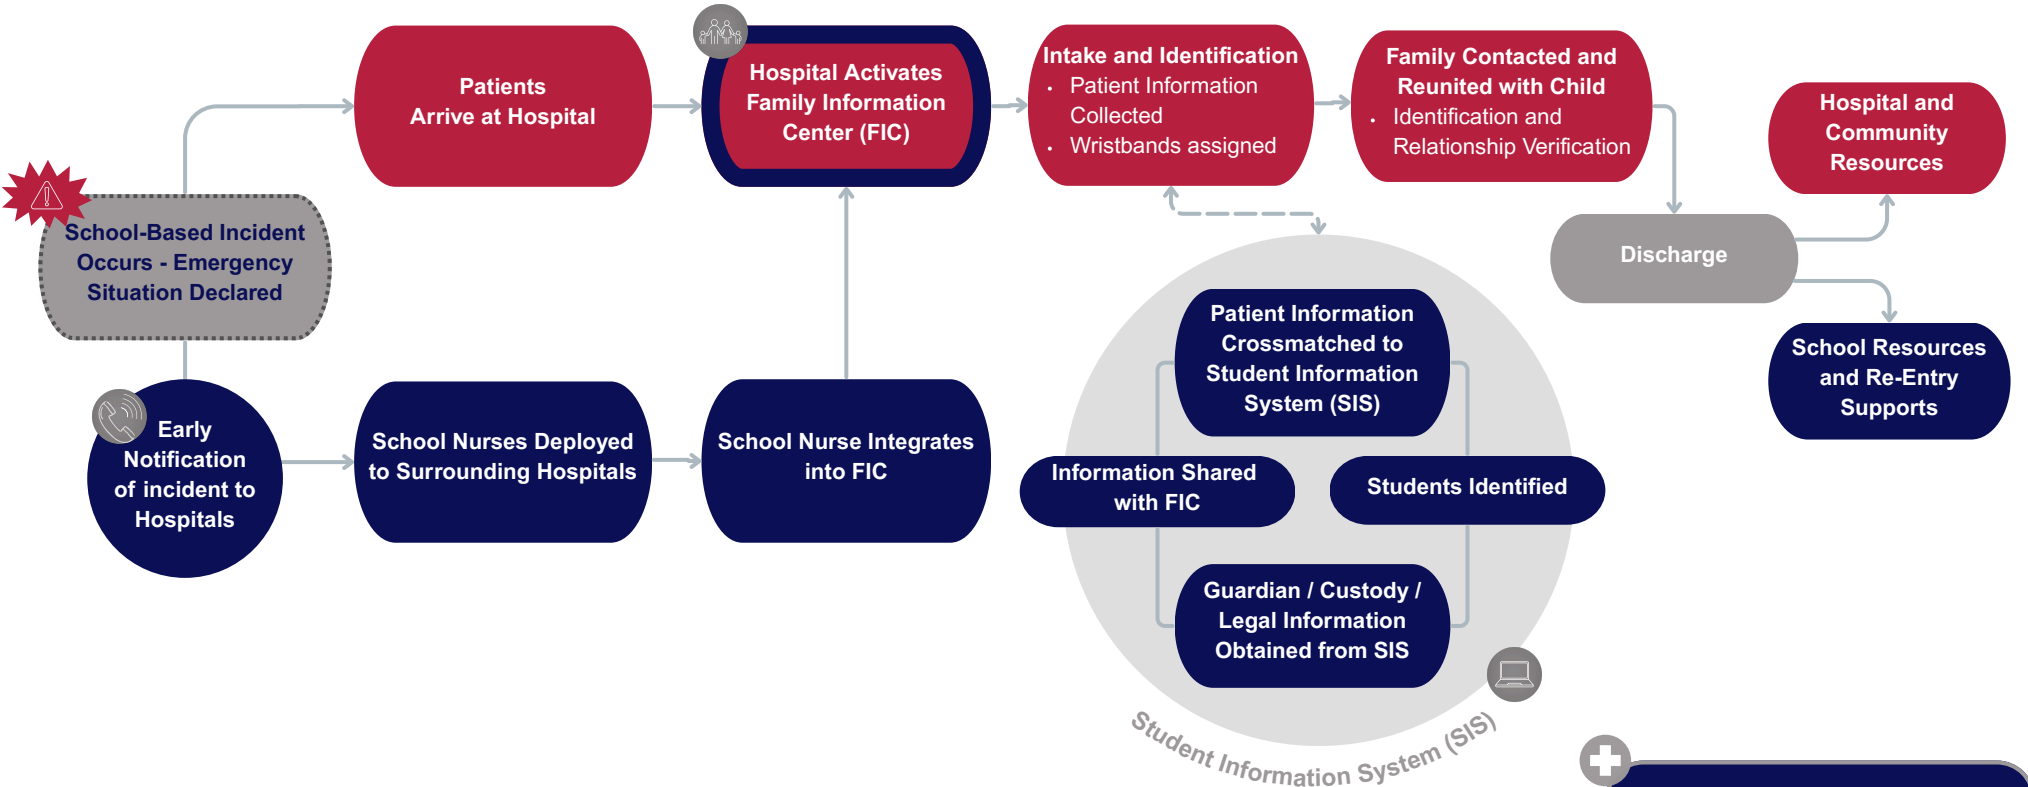 Patients
Arrive at Hospital
Hospital Activates
Family Information
Center (FIC)
Intake and Identification
• Patient Information
Collected
• Wristbands assigned
Family Contacted and
Reunited with Child
• Identification and
Relationship Verification
Hospital and
Community
Resources
School-Based Incident
Occurs - Emergency
Situation Declared
Discharge
School Resources
and Re-Entry
Supports
Early
Notification
of incident to
Hospitals
School Nurses Deployed
to Surrounding Hospitals
School Nurse Integrates
into FIC
Patient Information
Crossmatched to
Student Information
System (SIS)
Information Shared
with FIC
Students Identified
Guardian / Custody /
Legal Information
Obtained from SIS
Student Information System (SIS)